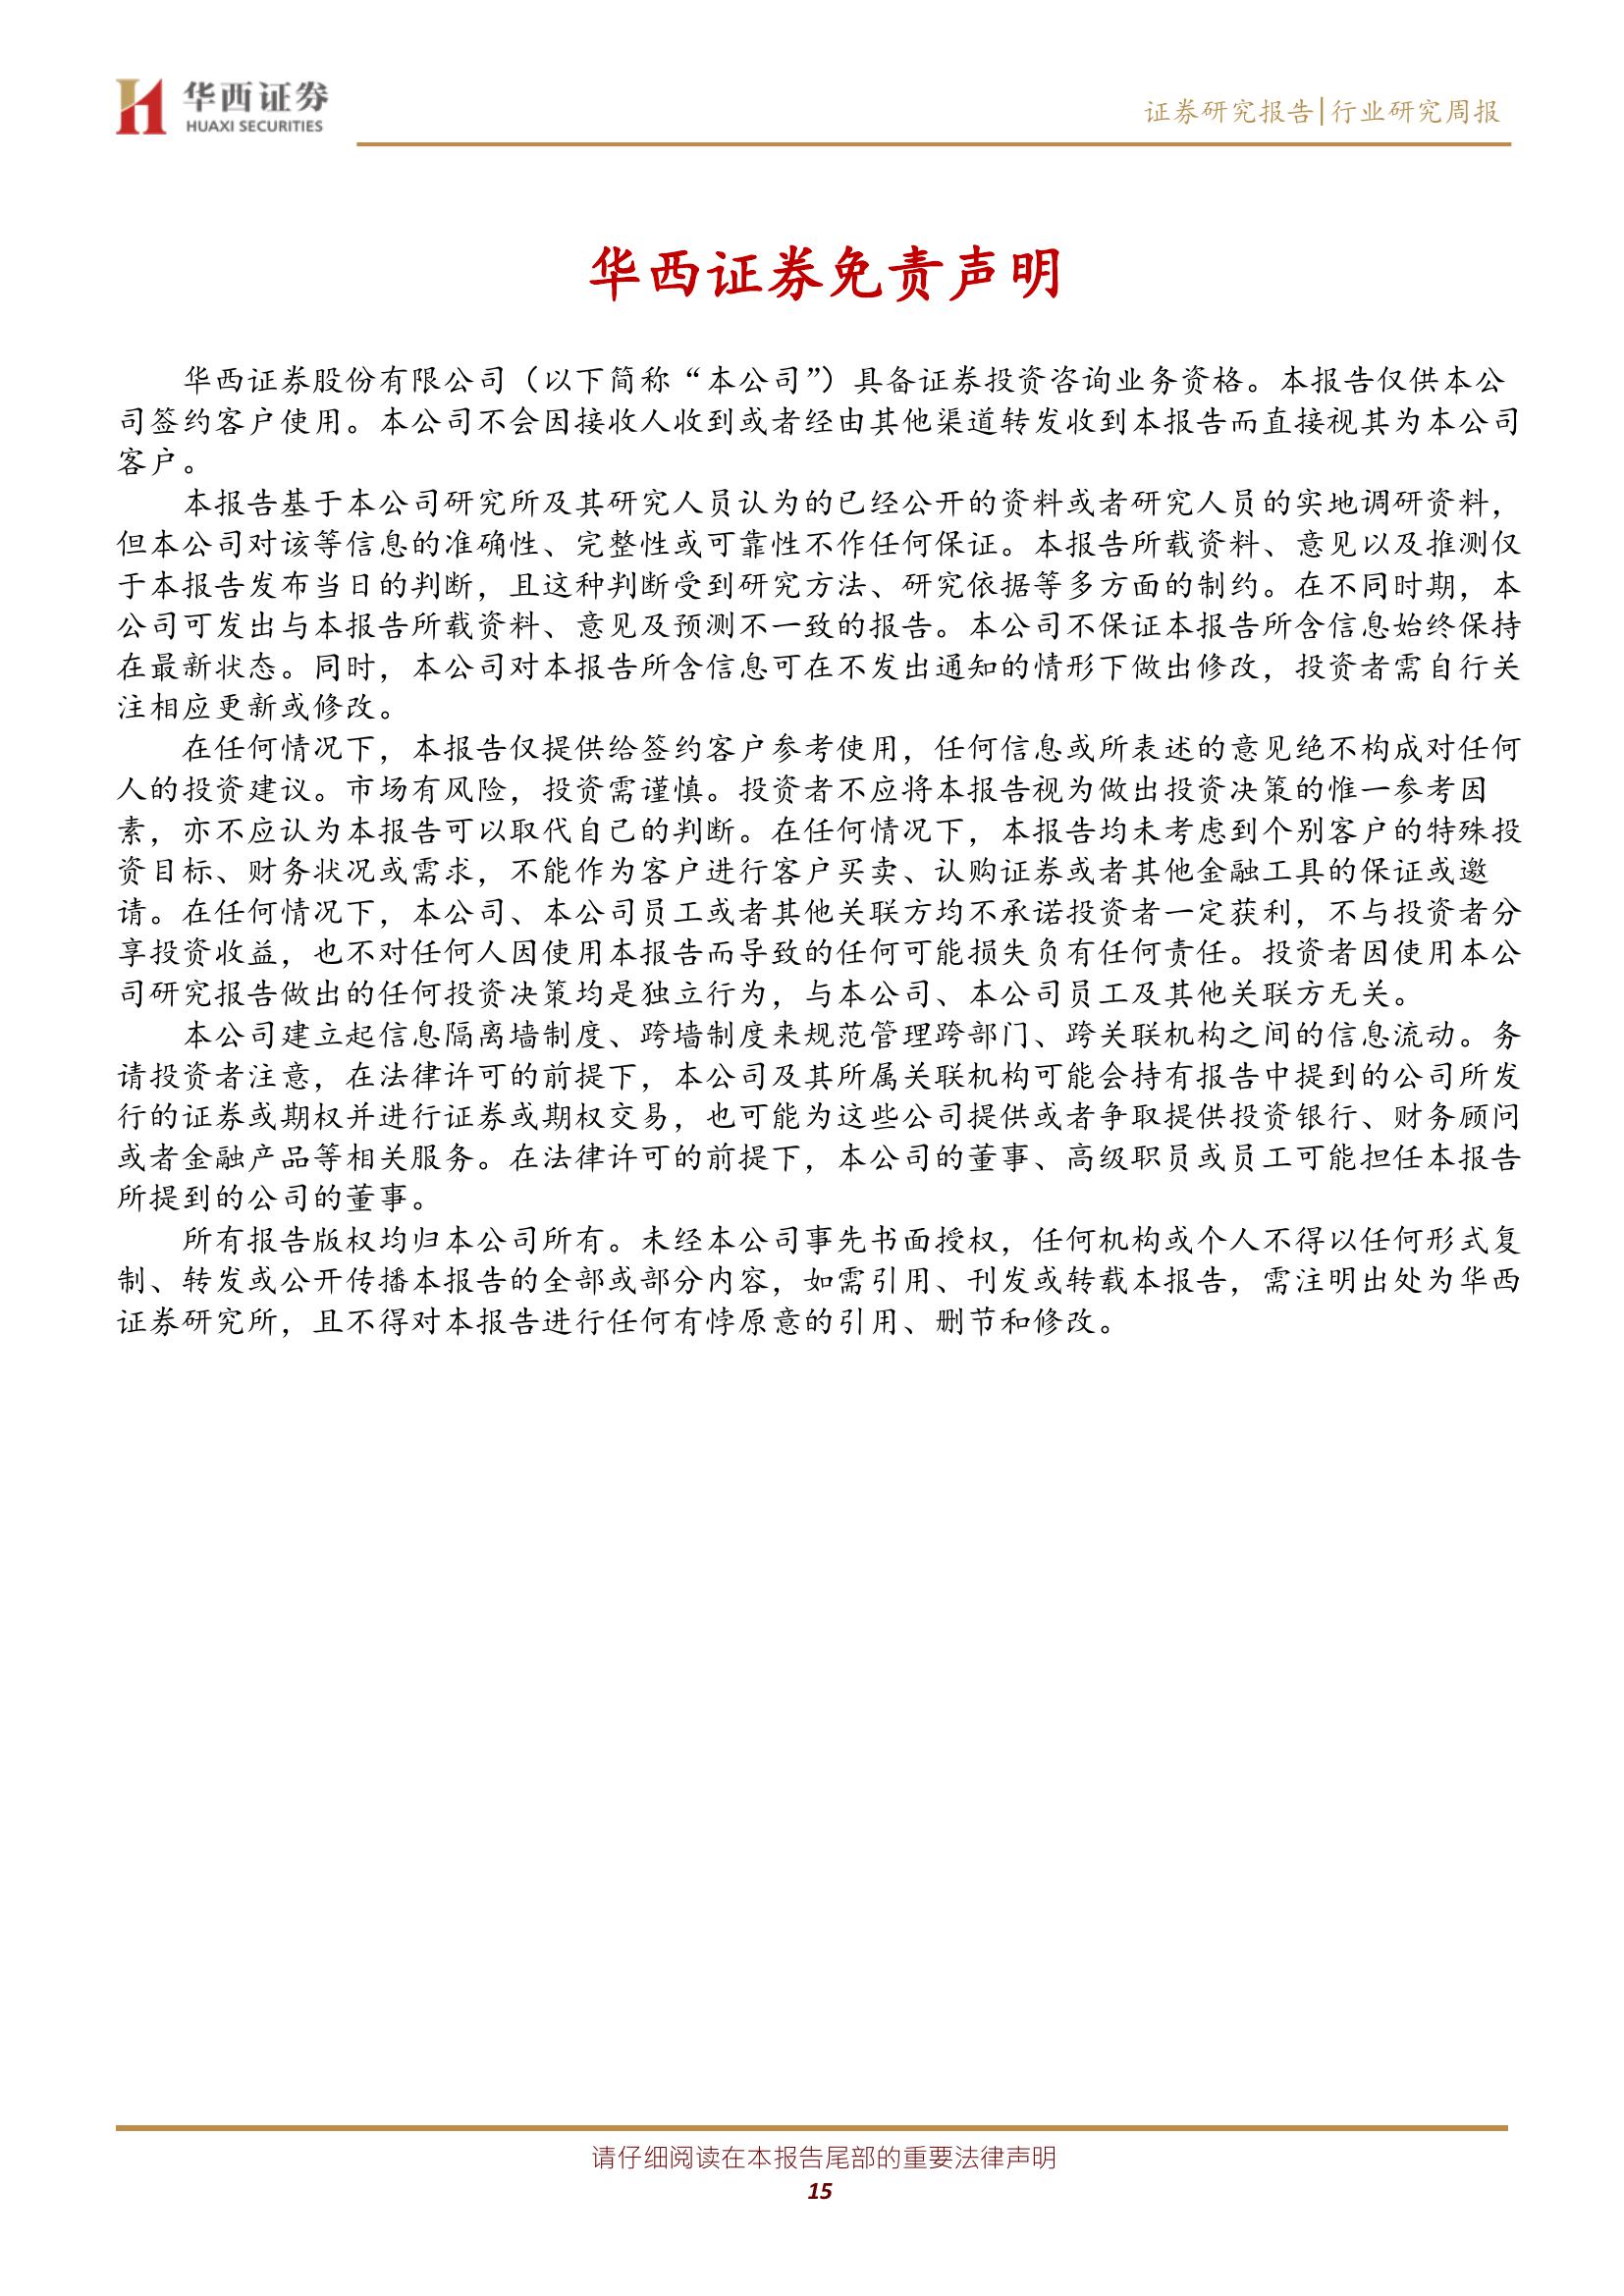 华西证券
HUAXI SECURITIES
证券研究报告|行业研究周报
华西证券免责声明
华西证券股份有限公司（以下简称“本公司”）具备证券投资咨询业务资格。本报告仅供本公
司签约客户使用。本公司不会因接收人收到或者经由其他渠道转发收到本报告而直接视其为本公司
客户。
本报告基于本公司研究所及其研究人员认为的已经公开的资料或者研究人员的实地调研资料，
但本公司对该等信息的准确性、完整性或可靠性不作任何保证。本报告所载资料、意见以及推测仅
于本报告发布当日的判断，且这种判断受到研究方法、研究依据等多方面的制约。在不同时期，本
公司可发出与本报告所载资料、意见及预测不一致的报告。本公司不保证本报告所含信息始终保持
在最新状态。同时，本公司对本报告所含信息可在不发出通知的情形下做出修改，投资者需自行关
注相应更新或修改。
在任何情况下，本报告仅提供给签约客户参考使用，任何信息或所表述的意见绝不构成对任何
人的投资建议。市场有风险，投资需谨慎。投资者不应将本报告视为做出投资决策的惟一参考因
素，亦不应认为本报告可以取代自己的判断。在任何情况下，本报告均未考虑到个别客户的特殊投
资目标、财务状况或需求，不能作为客户进行客户买卖、认购证券或者其他金融工具的保证或邀
请。在任何情况下，本公司、本公司员工或者其他关联方均不承诺投资者一定获利，不与投资者分
享投资收益，也不对任何人因使用本报告而导致的任何可能损失负有任何责任。投资者因使用本公
司研究报告做出的任何投资决策均是独立行为，与本公司、本公司员工及其他关联方无关。
本公司建立起信息隔离墙制度、跨墙制度来规范管理跨部门、跨关联机构之间的信息流动。务
请投资者注意，在法律许可的前提下，本公司及其所属关联机构可能会持有报告中提到的公司所发
行的证券或期权并进行证券或期权交易，也可能为这些公司提供或者争取提供投资银行、财务顾问
或者金融产品等相关服务。在法律许可的前提下，本公司的董事、高级职员或员工可能担任本报告
所提到的公司的董事。
所有报告版权均归本公司所有。未经本公司事先书面授权，任何机构或个人不得以任何形式复
制、转发或公开传播本报告的全部或部分内容，如需引用、刊发或转载本报告，需注明出处为华西
证券研究所，且不得对本报告进行任何有悖原意的引用、删节和修改。
请仔细阅读在本报告尾部的重要法律声明
15